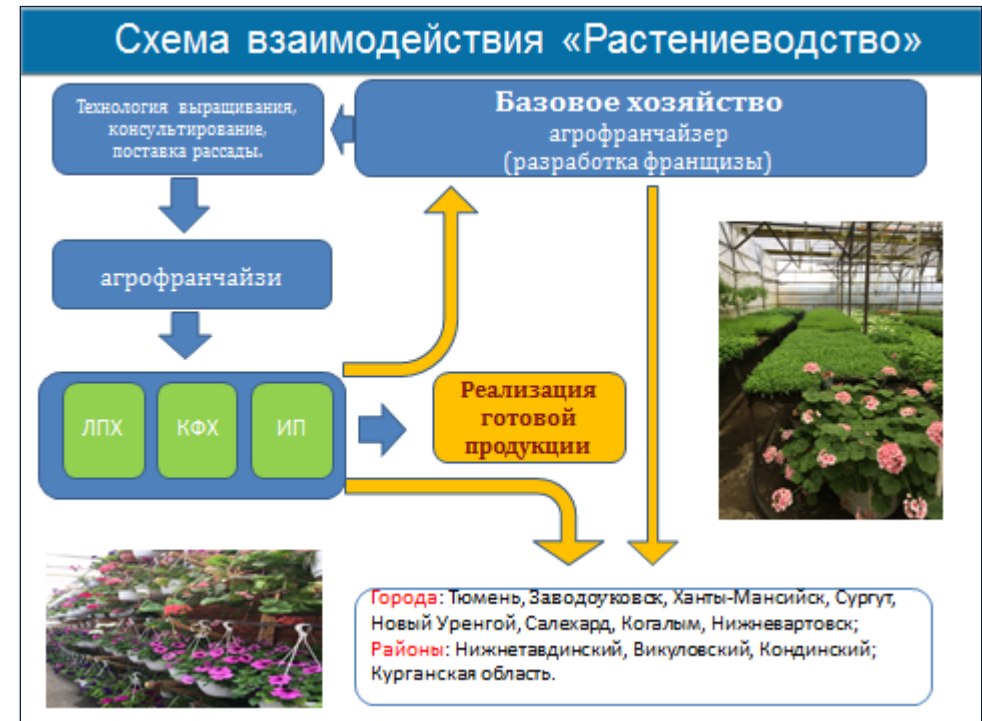 Схема взаимодействия «Растениеводство»
Технология выращивания,
консультирование,
поставка рассады.
Базовое хозяйство
агрофранчайзер
(разработка франщизы)
агрофранчайзи
ЛПХ
КФХ
ИП
Реализация
готовой
продукции
Города: Тюмень, Заводоуковск, Ханты-Мансийск, Сургут,
Новый Уренгой, Салехард, Когалым, Нижневартовск;
Районы: Нижнетавдинский, Викуловский, Кондинский;
Курганская область.